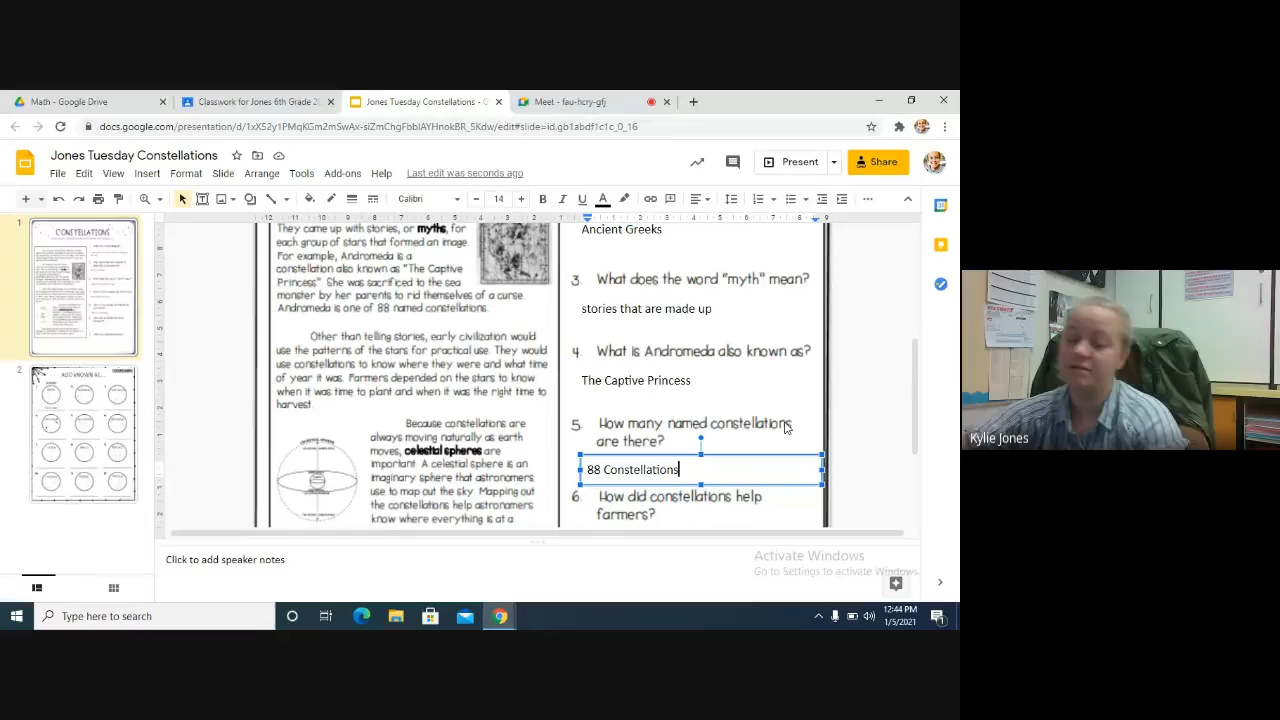 Math - Google Drive
Classwork for Jones 6th Grade 2
Jones Tuesday Constellations - G
Meet - fau-hcry-gfj
docs.google.com/presentation/d/1xXS2y1PMqKGm2mSwAx-siZmChgFbblAYHnokBR_5Kdw/edit#slide=id.gb1abdf1c1c_0_16
Jones Tuesday Constellations
File Edit View Insert Format Slide Arrange Tools Add-ons Help Last edit was seconds ago
Present
Share
Calibri
14
1
CONSTELLATIONS
2
ALSO KNOWN AS...
They came up with stories, or myths, for
each group of stars that formed an image.
For example, Andromeda is a
constellation also known as "The Captive
Princess". She was sacrificed to the sea
monster by her parents to rid themselves of a curse.
Andromeda is one of 88 named constellations.
Other than telling stories, early civilization would
use the patterns of the stars for practical use. They would
use constellations to know where they were and what time
of year it was. Farmers depended on the stars to know
when it was time to plant and when it was the right time to
harvest.
Because constellations are
always moving naturally as earth
moves, celestial spheres are
important. A celestial sphere is an
imaginary sphere that astronomers
use to map out the sky. Mapping out
the constellations help astronomers
know where everything is at a
Ancient Greeks
3. What does the word "myth" mean?
stories that are made up
4. What is Andromeda also known as?
The Captive Princess
5. How many named constellations
are there?
88 Constellations
6. How did constellations help
farmers?
Click to add speaker notes
Activate Windows
Go to Settings to activate Windows.
Type here to search
12:44 PM
1/5/2021
Kylie Jones